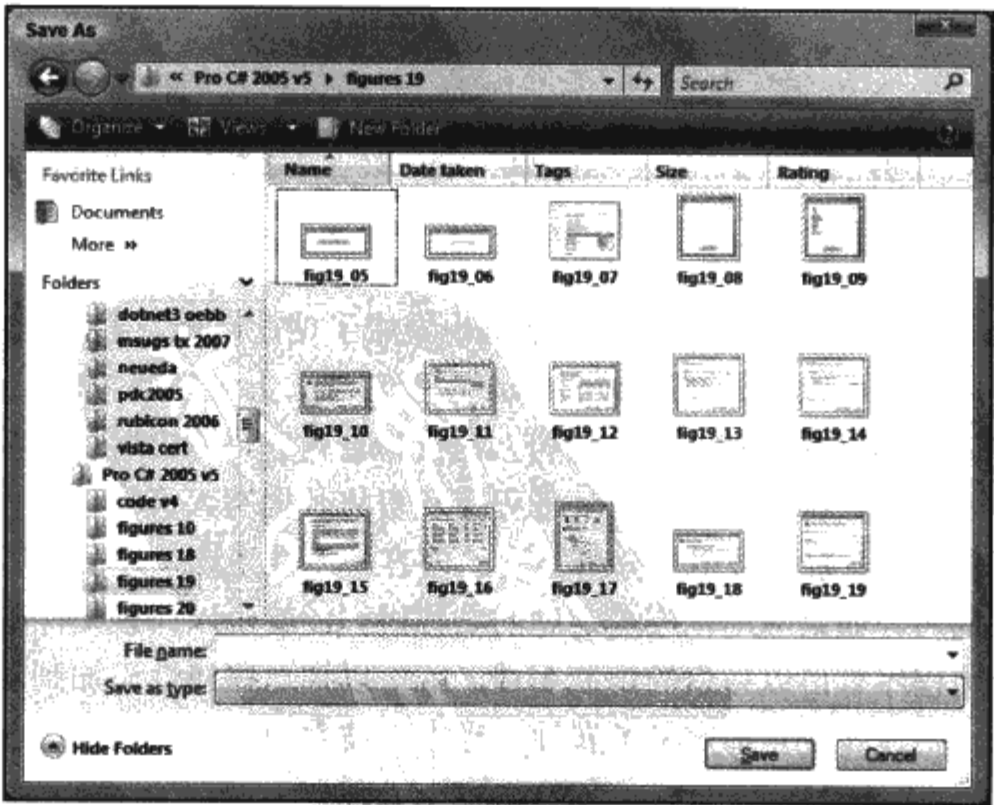 Save As
« Pro C# 2005 v5 ▸ figures 19
Search
Organize Views New Folder
Favorite Links
Documents
More »
Folders
dotnet3 oebb
msugs tx 2007
neueda
pdc2005
rubicon 2006
vista cert
Pro C# 2005 v5
code v4
figures 10
figures 18
figures 19
figures 20
Name Date taken Tags Size Rating
fig19_05 fig19_06 fig19_07 fig19_08 fig19_09
fig19_10 fig19_11 fig19_12 fig19_13 fig19_14
fig19_15 fig19_16 fig19_17 fig19_18 fig19_19
File name:
Save as type:
Hide Folders
Save Cancel